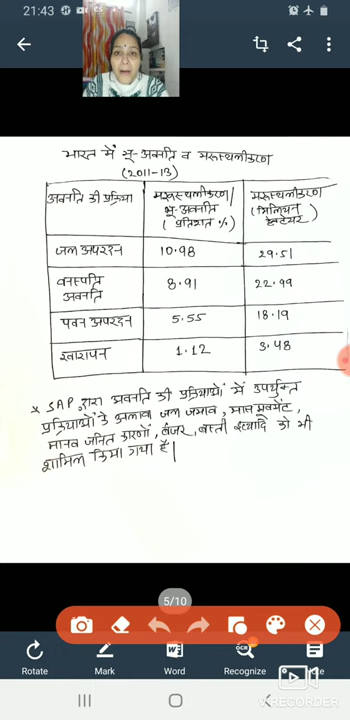 21:43
भारत में भू-अवनति व मरूस्थलीकरण
(2011-13)
अवनति की प्रक्रिया
मरूस्थलीकरण/
भू-अवनति
(प्रतिशत %)
मरूस्थलीकरण
(मिलियन
हेक्टेयर)
जल अपरदन 10.98 29.51
वनस्पति
अवनति
8.91 22.99
पवन अपरदन 5.55 18.19
खारापन 1.12 3.48
* SAP द्वारा अवनति की प्रक्रियाओं में उपर्युक्त
प्रक्रियाओं के अलावा जल जमाव, मास मूवमेंट,
मानव जनित कारणों, बंजर, बस्ती इत्यादि को भी
शामिल किया गया है|
5/10
Rotate Mark Word Recognize
OCR
V RECORDER